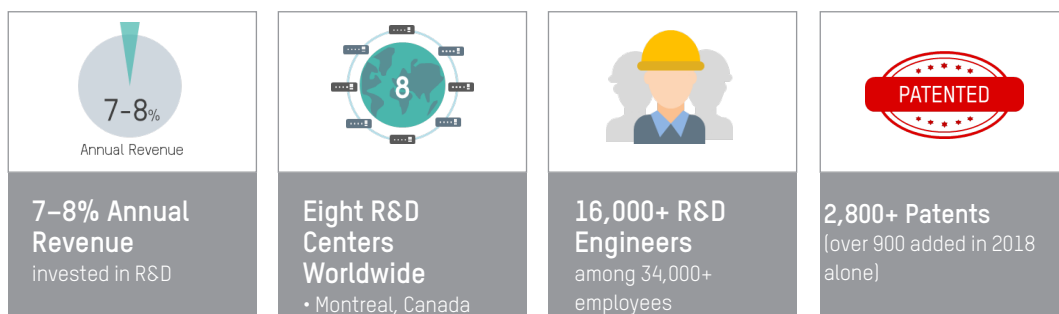 7-8%
Annual Revenue
7–8% Annual
Revenue
invested in R&D
8
Eight R&D
Centers
Worldwide
• Montreal, Canada
16,000+ R&D
Engineers
among 34,000+
employees
PATENTED
2,800+ Patents
(over 900 added in 2018
alone)